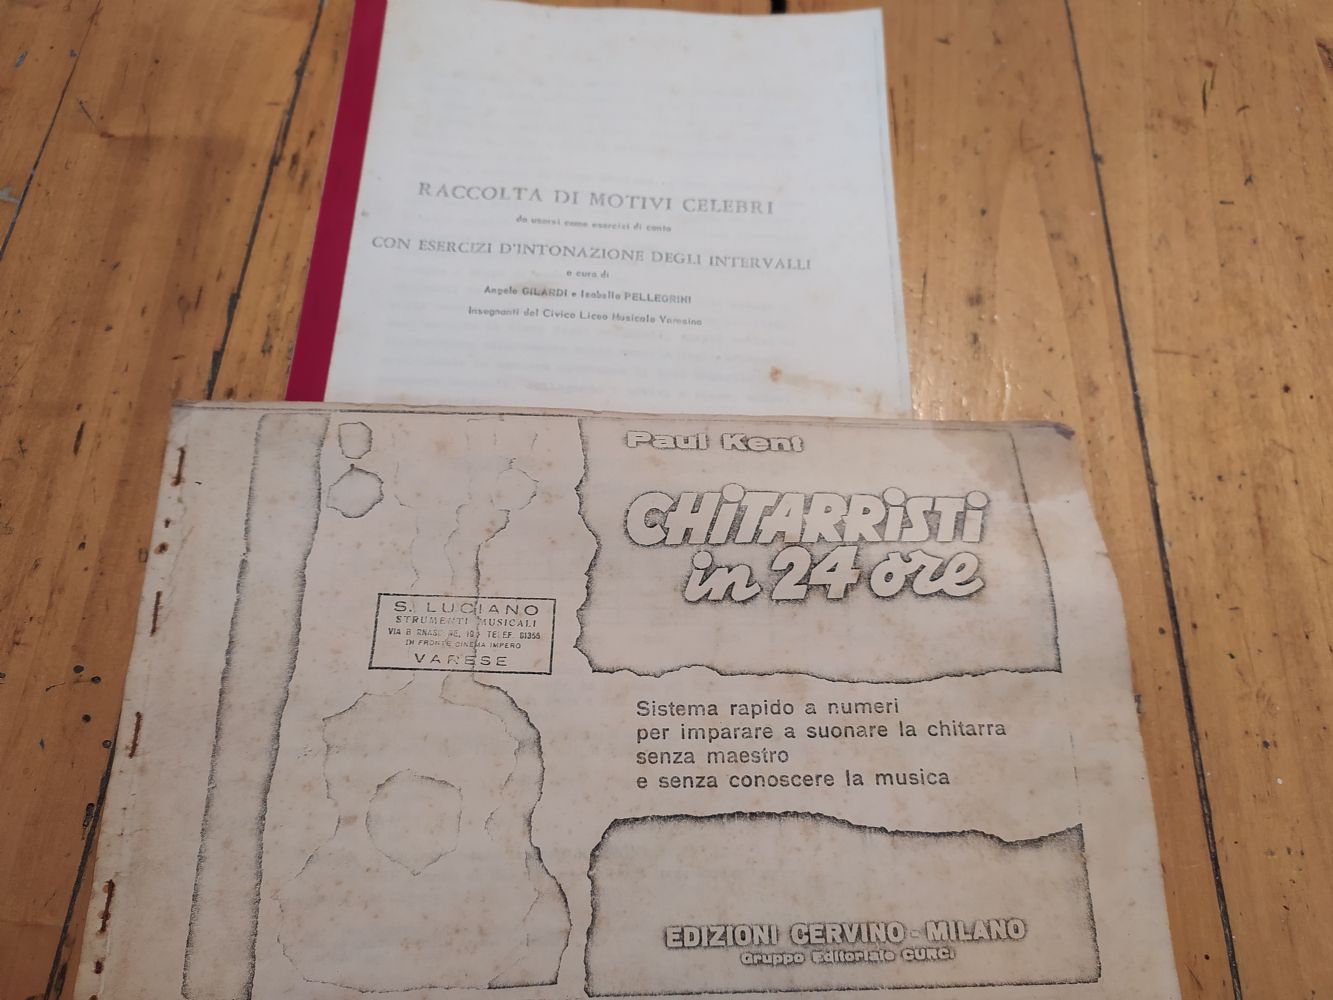 RACCOLTA DI MOTIVI CELEBRI
da usarsi come esercizi di canto
CON ESERCIZI D'INTONAZIONE DEGLI INTERVALLI
a cura di
Angelo GILARDI e Isabella PELLEGRINI
Insegnanti del Civico Liceo Musicale Varesino
Paul Kent
CHiTARRiSTi
in 24 ore
S. LUCIANO
STRUMENTI MUSICALI
VIA TELEF. 81355
DI FRONTE CINEMA IMPERO
VARESE
Sistema rapido a numeri
per imparare a suonare la chitarra
senza maestro
e senza conoscere la musica
EDIZIONI CERVINO - MILANO
Gruppo Editoriale CURCI